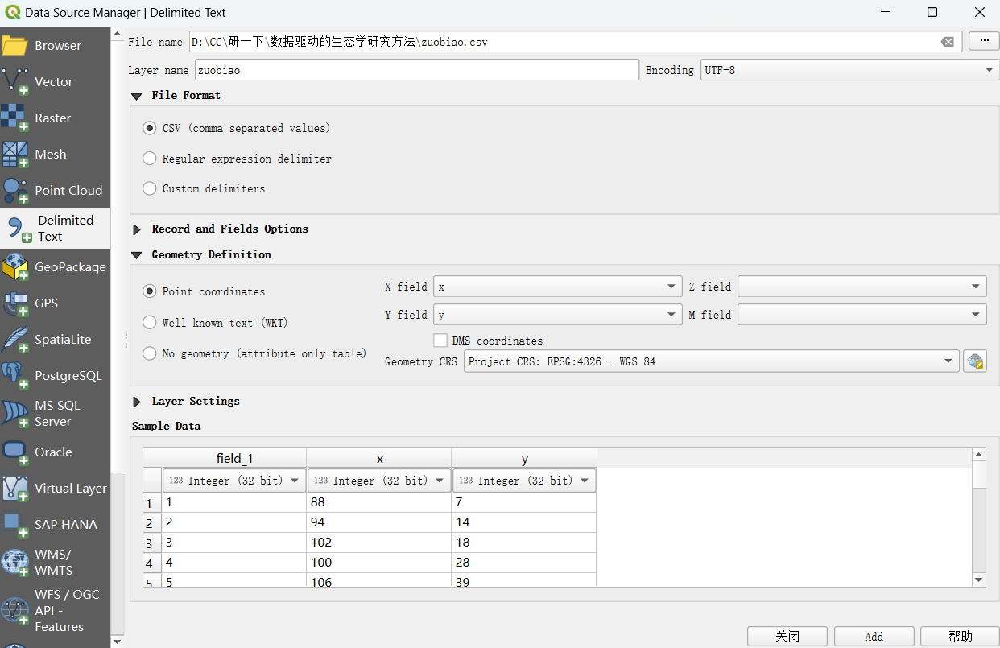 Data Source Manager | Delimited Text
Browser
Vector
Raster
Mesh
Point Cloud
Delimited
Text
GeoPackage
GPS
SpatiaLite
PostgreSQL
MS SQL
Server
Oracle
Virtual Layer
SAP HANA
WMS/
WMTS
WFS / OGC
API -
Features
File name D:\CC\研一下\数据驱动的生态学研究方法\zuobiao.csv ...
Layer name zuobiao Encoding UTF-8
File Format
CSV (comma separated values)
Regular expression delimiter
Custom delimiters
Record and Fields Options
Geometry Definition
Point coordinates
Well known text (WKT)
No geometry (attribute only table)
X field x Z field
Y field y M field
DMS coordinates
Geometry CRS Project CRS: EPSG:4326 - WGS 84
Layer Settings
Sample Data
field_1 x y
123 Integer (32 bit) 123 Integer (32 bit) 123 Integer (32 bit)
1 1 88 7
2 2 94 14
3 3 102 18
4 4 100 28
5 5 106 39
关闭 Add 帮助